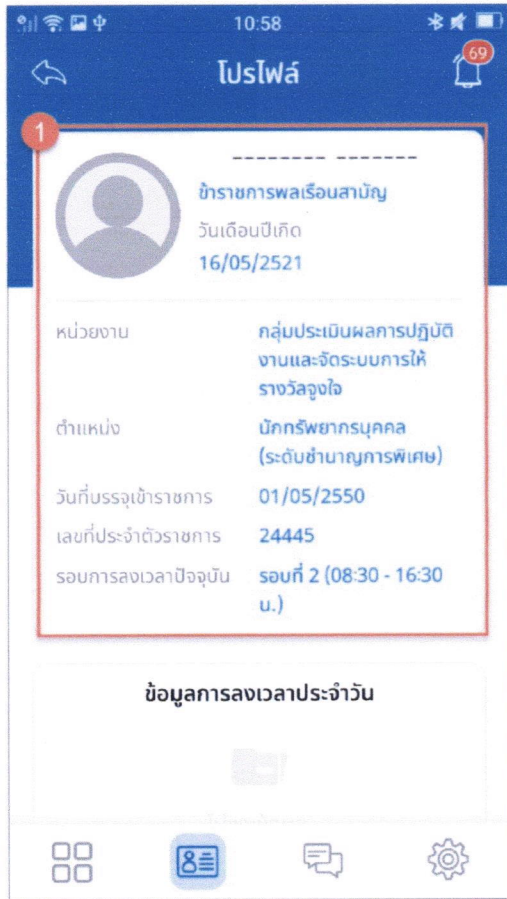 10:58
69
โปรไฟล์
1
-------- -------
ข้าราชการพลเรือนสามัญ
วันเดือนปีเกิด
16/05/2521
หน่วยงาน กลุ่มประเมินผลการปฏิบัติ
งานและจัดระบบการให้
รางวัลจูงใจ
ตำแหน่ง นักทรัพยากรบุคคล
(ระดับชำนาญการพิเศษ)
วันที่บรรจุเข้าราชการ 01/05/2550
เลขที่ประจำตัวราชการ 24445
รอบการลงเวลาปัจจุบัน รอบที่ 2 (08:30 - 16:30
น.)
ข้อมูลการลงเวลาประจำวัน